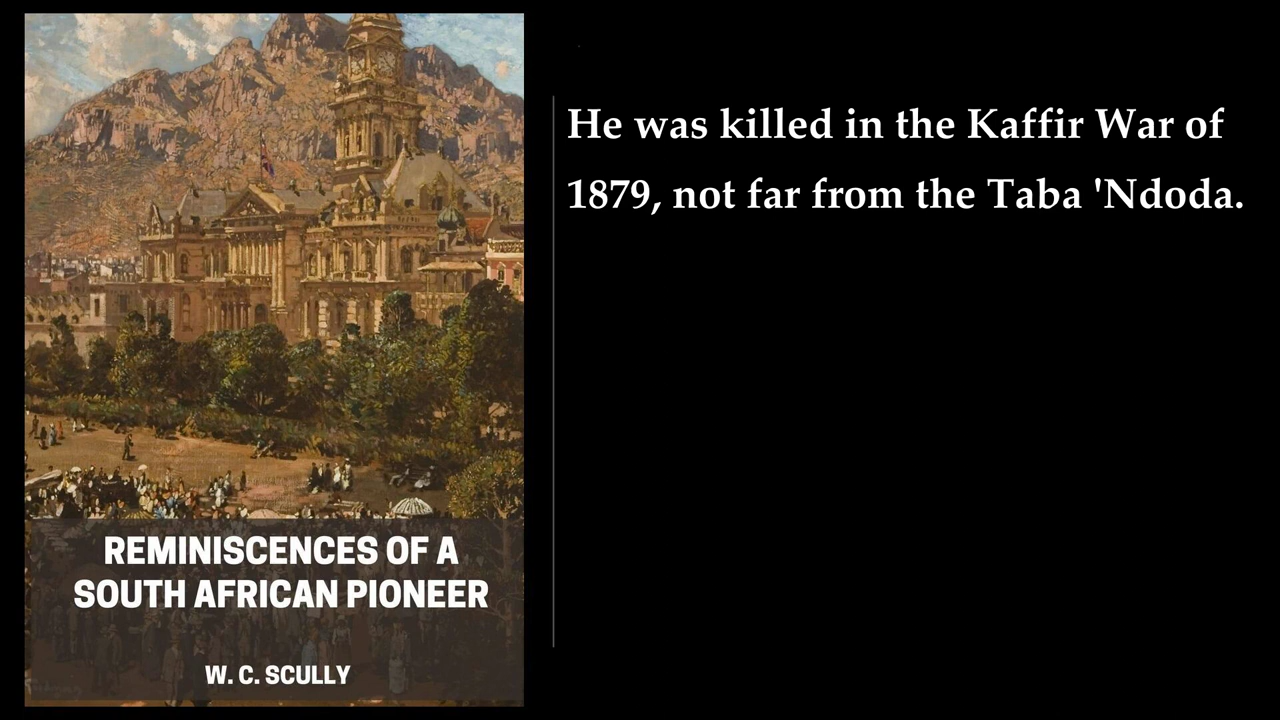 REMINISCENCES OF A
SOUTH AFRICAN PIONEER
W. C. SCULLY
He was killed in the Kaffir War of
1879, not far from the Taba 'Ndoda.